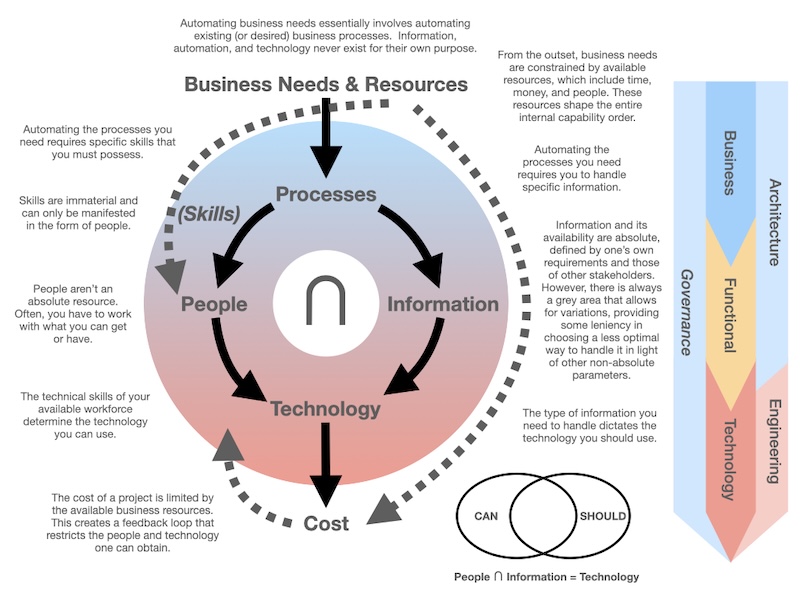 Automating business needs essentially involves automating
existing (or desired) business processes. Information,
automation, and technology never exist for their own purpose.
Business Needs & Resources
From the outset, business needs
are constrained by available
resources, which include time,
money, and people. These
resources shape the entire
internal capability order.
Automating the processes you
need requires specific skills that
you must possess.
Automating the
processes you need
requires you to handle
specific information.
Processes
Skills are immaterial and
can only be manifested
in the form of people.
(Skills)
Information and its
availability are absolute,
defined by one's own
requirements and those
of other stakeholders.
However, there is always
a grey area that allows
for variations, providing
some leniency in
choosing a less optimal
way to handle it in light
of other non-absolute
parameters.
People aren't an
absolute resource.
Often, you have to work
with what you can get
or have.
People
∩
Information
The technical skills of your
available workforce
determine the technology
you can use.
Technology
The type of information you
need to handle dictates the
technology you should use.
The cost of a project is limited by
the available business resources.
This creates a feedback loop that
restricts the people and technology
one can obtain.
Cost
CAN
SHOULD
People ∩ Information = Technology
Governance
Business
Functional
Technology
Architecture
Engineering